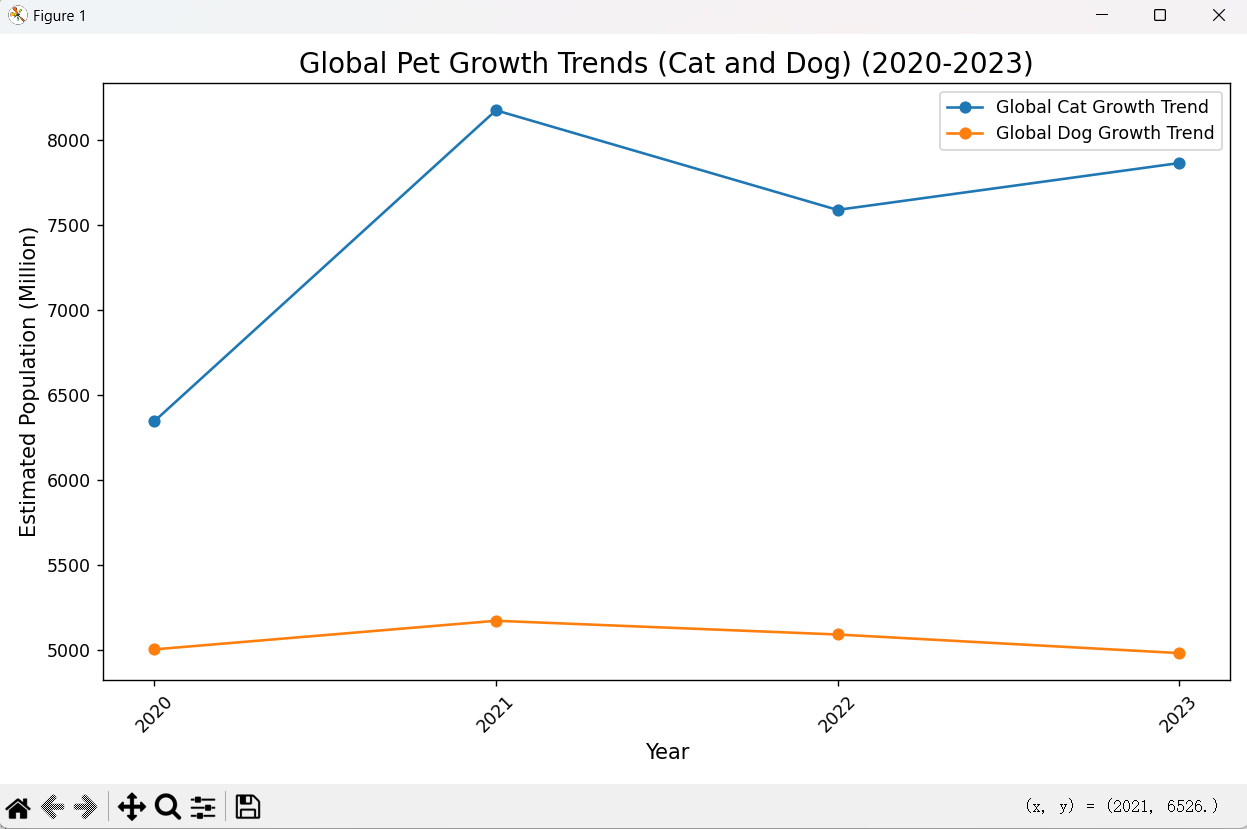 Figure 1
Global Pet Growth Trends (Cat and Dog) (2020-2023)
Global Cat Growth Trend
Global Dog Growth Trend
Estimated Population (Million)
8000
7500
7000
6500
6000
5500
5000
2020
2021
2022
2023
Year
(x, y) = (2021, 6526.)